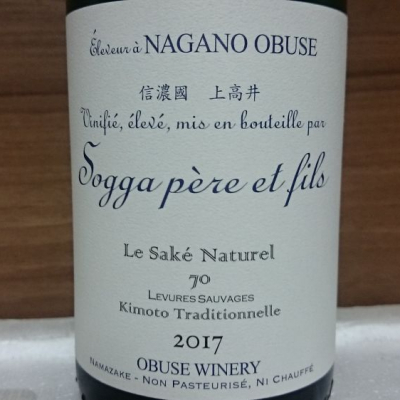 Éleveur à NAGANO OBUSE
信濃國 上高井
Vinifié, élevé, mis en bouteille par
Sogga père et fils
Le Saké Naturel
70
LEVURES SAUVAGES
Kimoto Traditionnelle
2017
OBUSE WINERY
NAMAZAKE - NON PASTEURISÉ, NI CHAUFFÉ